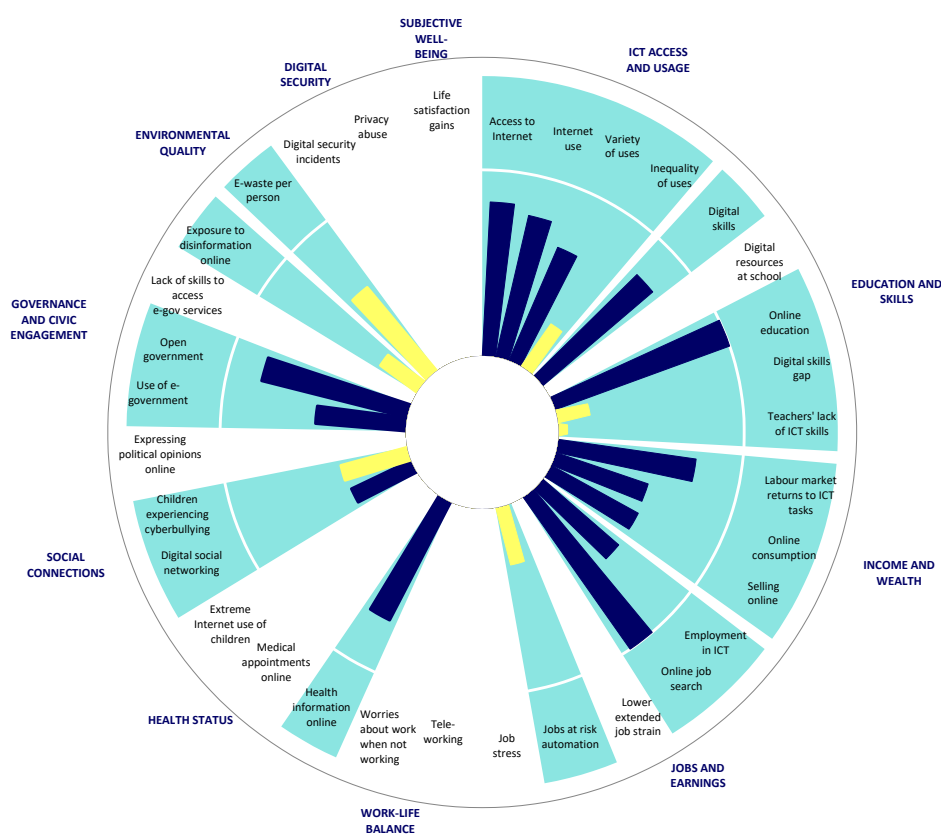 SUBJECTIVE
WELL-
BEING
ICT ACCESS
AND USAGE
DIGITAL
SECURITY
Life
satisfaction
gains
Privacy
abuse
Digital security
incidents
Access to
Internet
Internet
use
Variety
of uses
Inequality
of uses
ENVIRONMENTAL
QUALITY
E-waste per
person
Digital
skills
Digital
resources
at school
EDUCATION AND
SKILLS
Exposure to
disinformation
online
Lack of skills to
access
e-gov services
GOVERNANCE
AND CIVIC
ENGAGEMENT
Open
government
Use of e-
government
Expressing
political opinions
online
Online
education
Digital skills
gap
Teachers' lack
of ICT skills
Labour market
returns to ICT
tasks
Online
consumption
Selling
online
INCOME AND
WEALTH
Children
experiencing
cyberbullying
Digital social
networking
SOCIAL
CONNECTIONS
Extreme
Internet use of
children
Medical
appointments
online
Health
information
online
HEALTH STATUS
Employment
in ICT
Online job
search
Lower
extended
job strain
JOBS AND
EARNINGS
Worries
about work
when not
working
Tele-
working
Job
stress
Jobs at risk
automation
WORK-LIFE
BALANCE